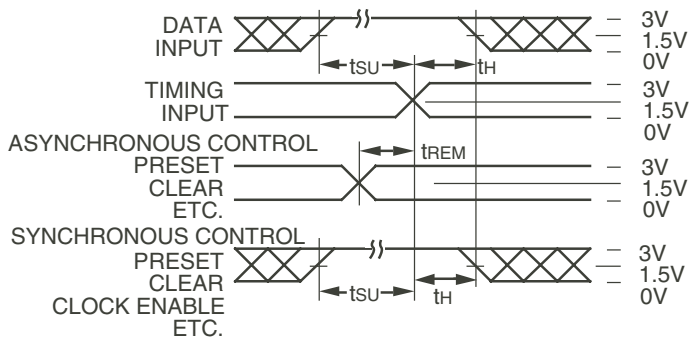 DATA
INPUT
tSU
tH
3V
1.5V
0V
TIMING
INPUT
3V
1.5V
0V
ASYNCHRONOUS CONTROL
PRESET
CLEAR
ETC.
tREM
3V
1.5V
0V
SYNCHRONOUS CONTROL
PRESET
CLEAR
CLOCK ENABLE
ETC.
tSU
tH
3V
1.5V
0V